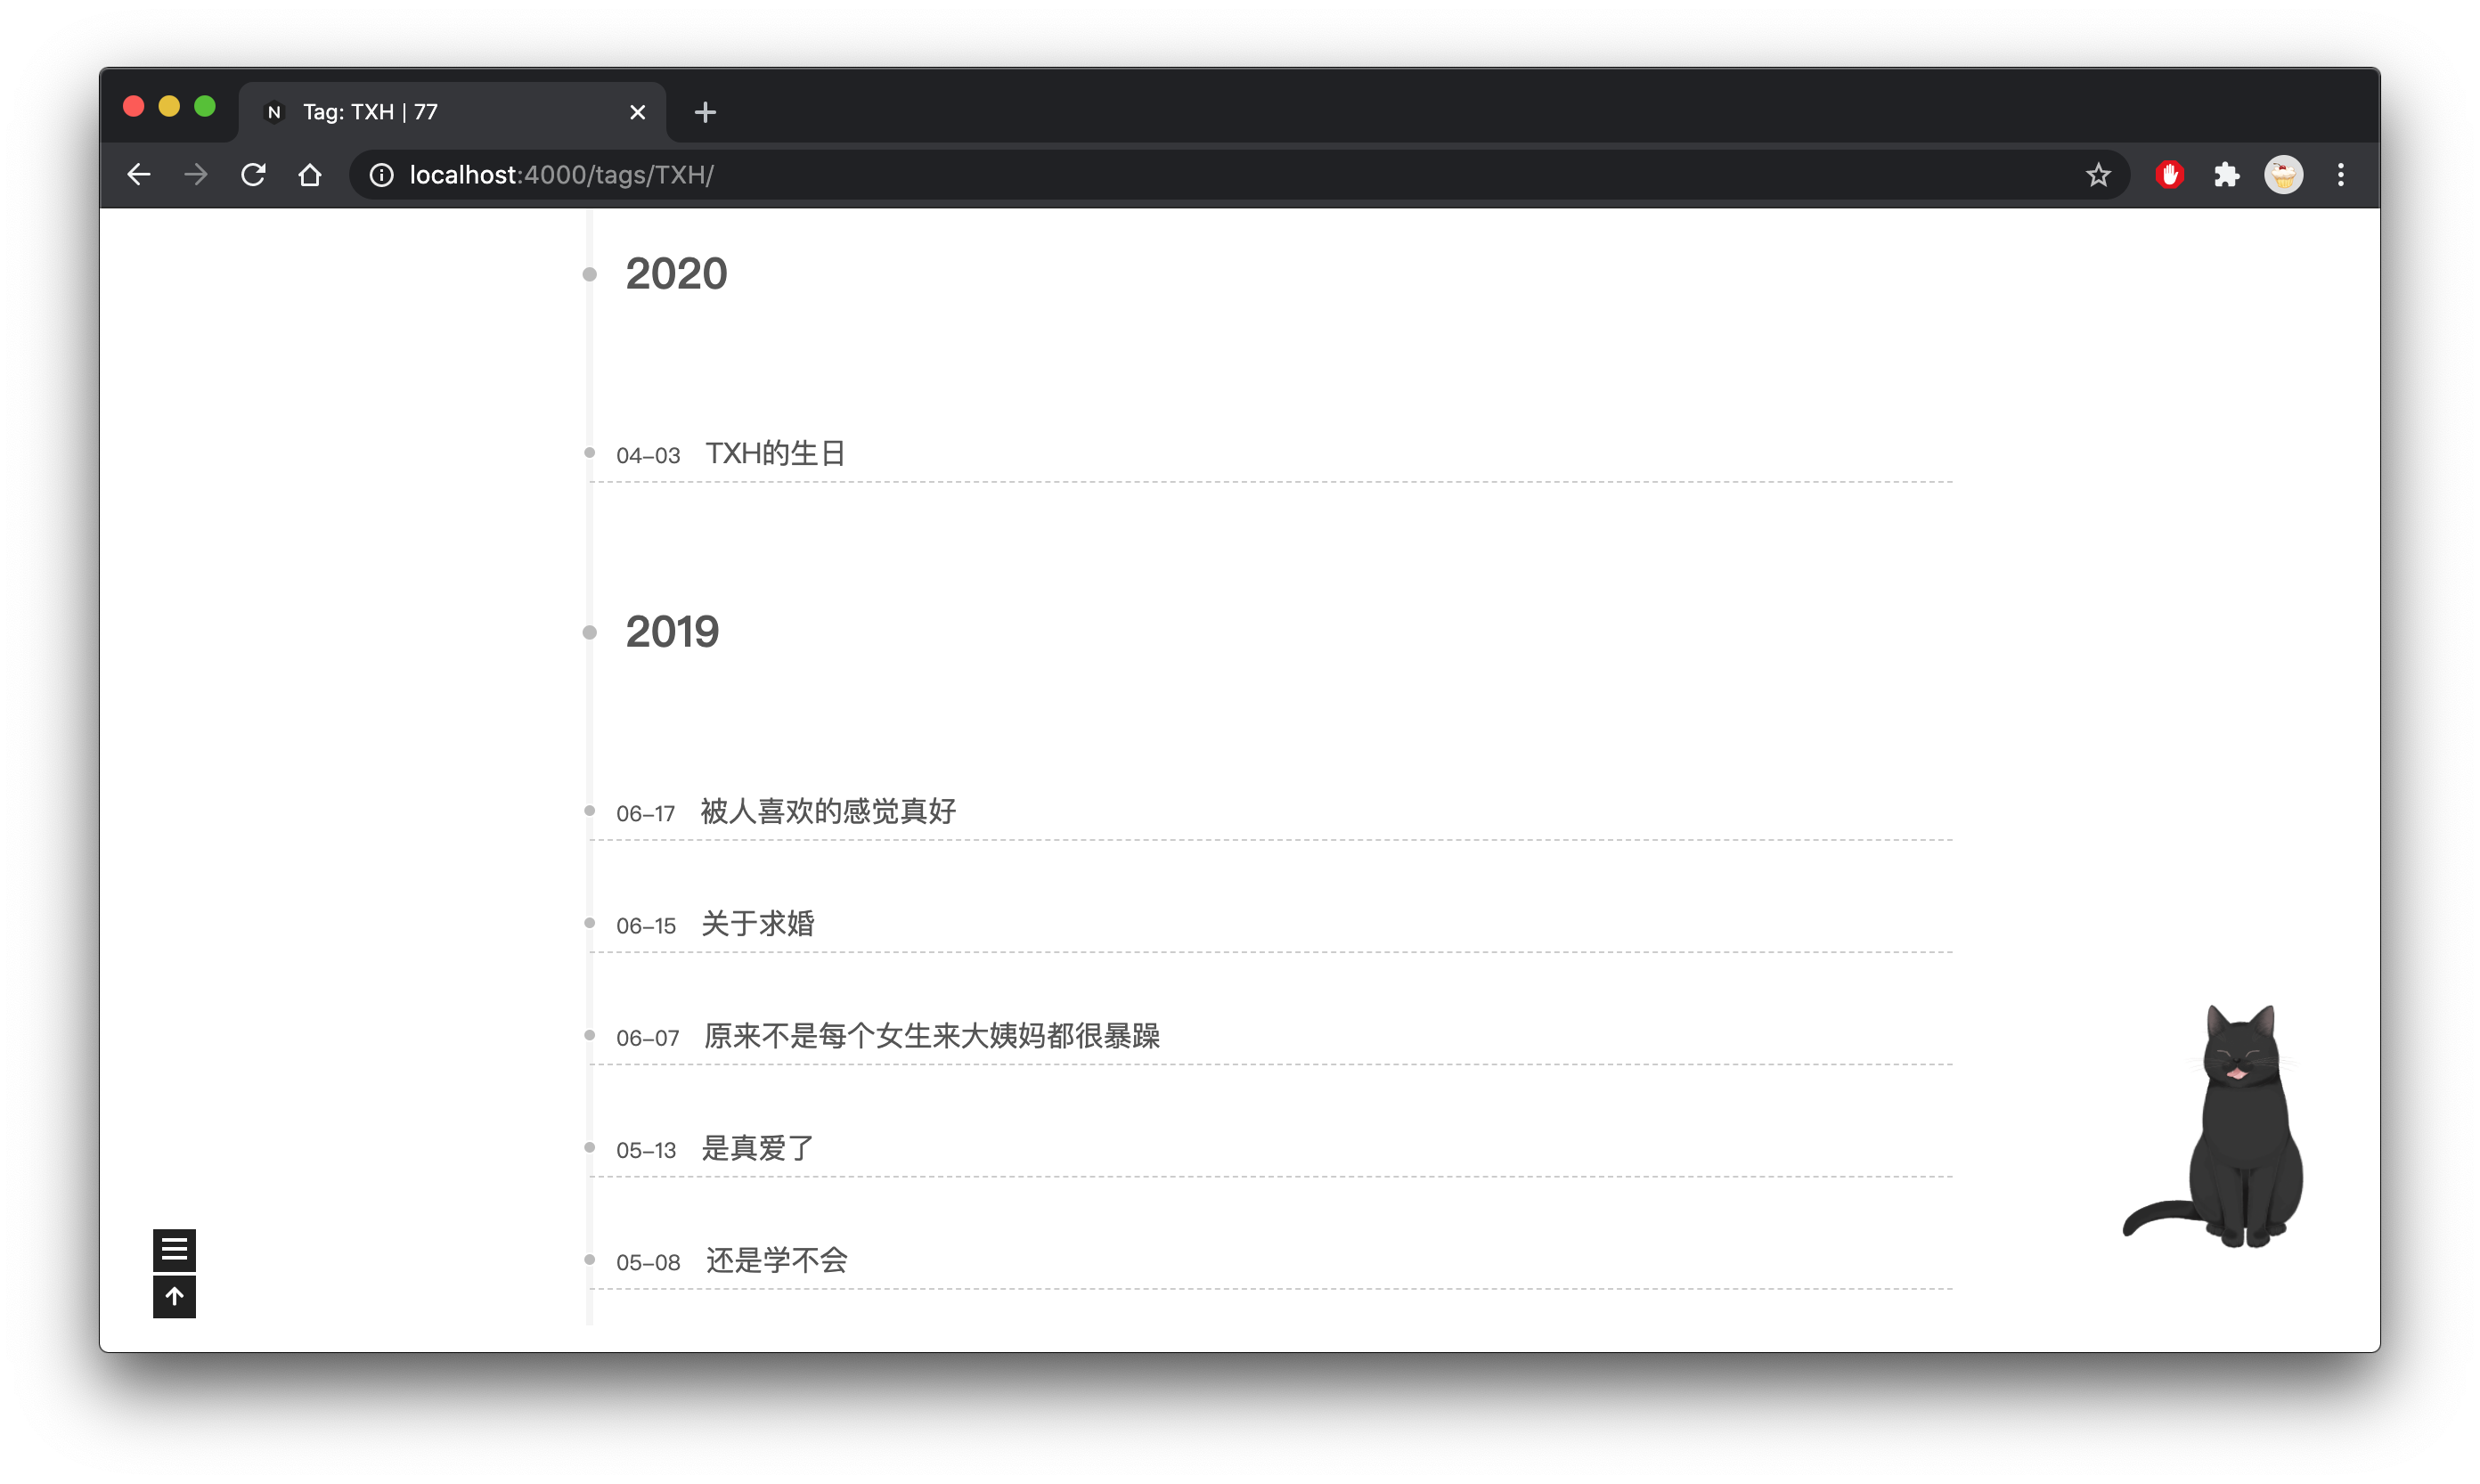 N Tag: TXH | 77
localhost:4000/tags/TXH/
2020
04-03 TXH的生日
2019
06-17 被人喜欢的感觉真好
06-15 关于求婚
06-07 原来不是每个女生来大姨妈都很暴躁
05-13 是真爱了
05-08 还是学不会